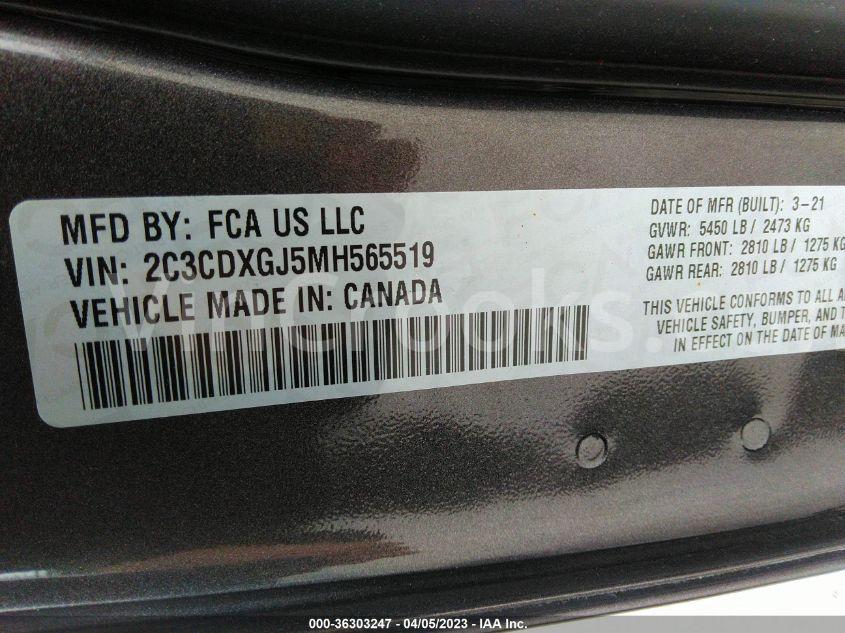 MFD BY: FCA US LLC
VIN: 2C3CDXGJ5MH565519
VEHICLE MADE IN: CANADA
DATE OF MFR (BUILT): 3-21
GVWR: 5450 LB / 2473 KG
GAWR FRONT: 2810 LB / 1275 KG
GAWR REAR: 2810 LB / 1275 KG
THIS VEHICLE CONFORMS TO ALL
VEHICLE SAFETY, BUMPER, AND
IN EFFECT ON THE DATE OF
VinCrooks.
000-36303247 - 04/05/2023 - IAA Inc.